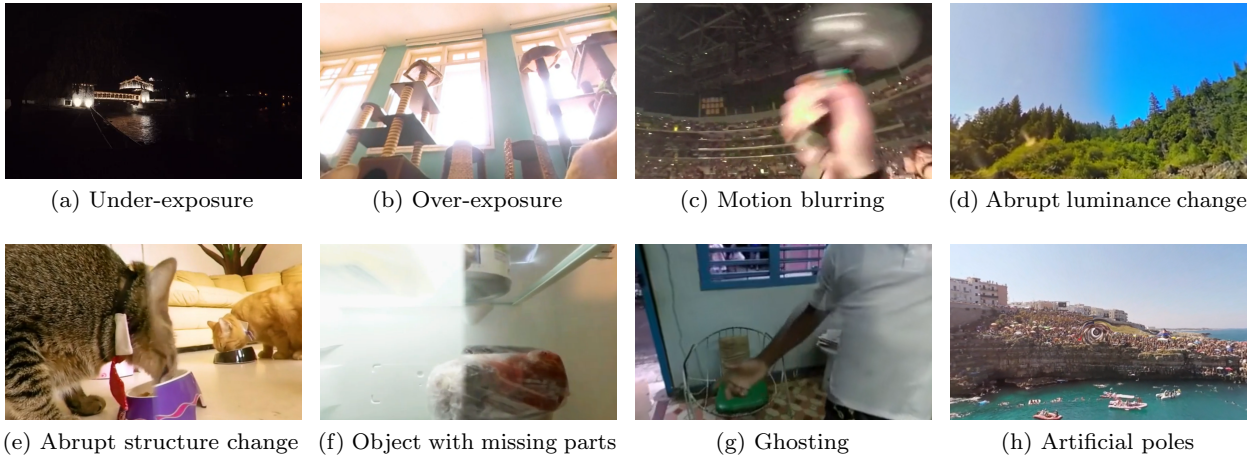 (a) Under-exposure
(b) Over-exposure
(c) Motion blurring
(d) Abrupt luminance change
(e) Abrupt structure change
(f) Object with missing parts
(g) Ghosting
(h) Artificial poles